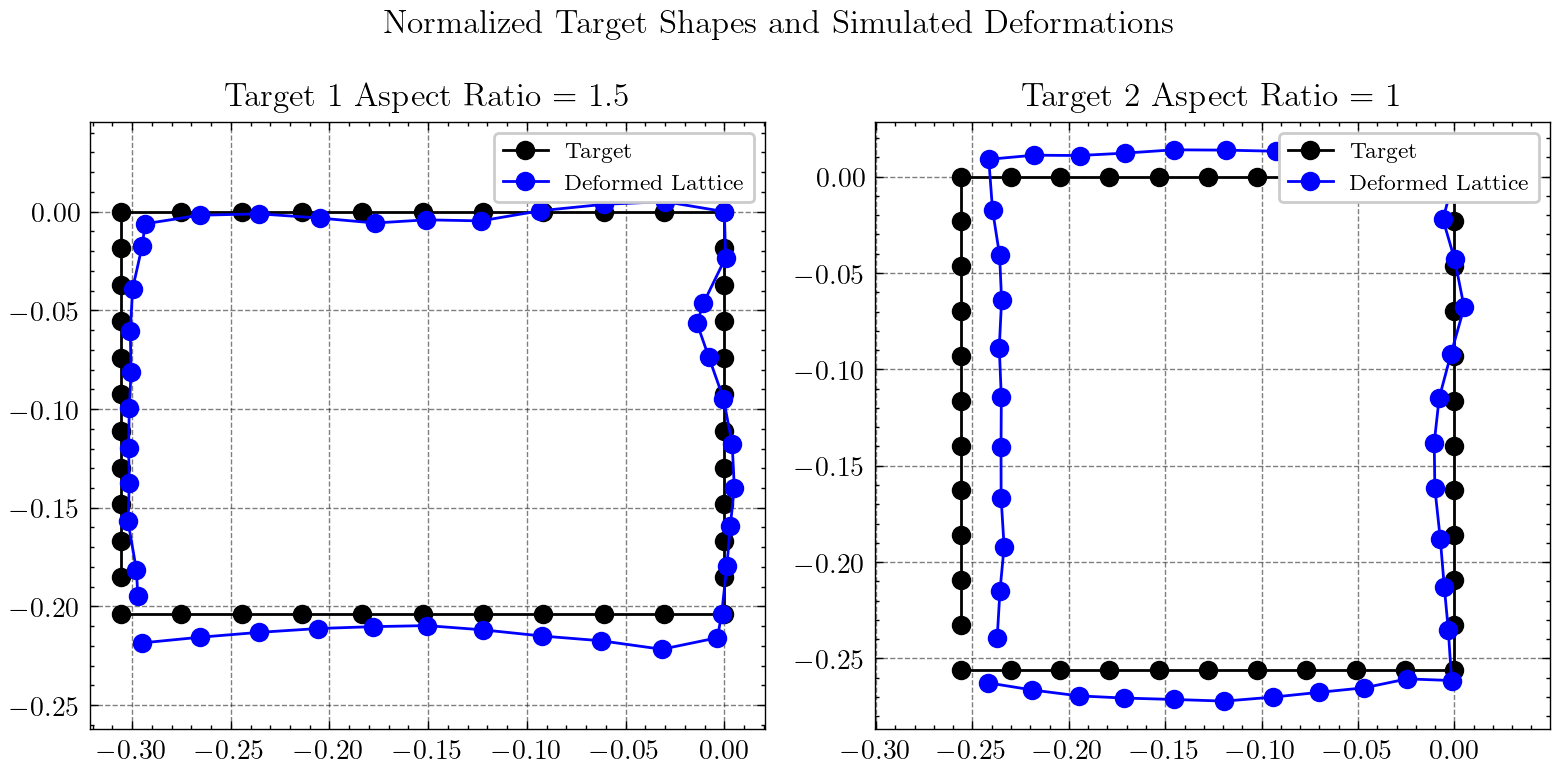 Normalized Target Shapes and Simulated Deformations
Target 1 Aspect Ratio = 1.5
Target
Deformed Lattice
0.00
−0.05
−0.10
−0.15
−0.20
−0.25
−0.30 −0.25 −0.20 −0.15 −0.10 −0.05 0.00
Target 2 Aspect Ratio = 1
Target
Deformed Lattice
0.00
−0.05
−0.10
−0.15
−0.20
−0.25
−0.30 −0.25 −0.20 −0.15 −0.10 −0.05 0.00